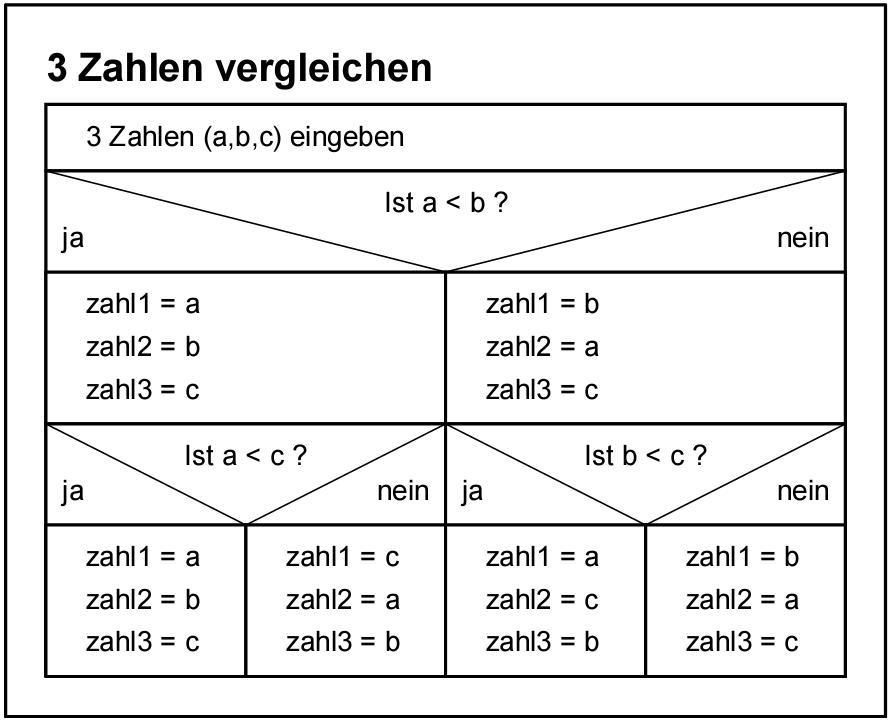 3 Zahlen vergleichen
3 Zahlen (a,b,c) eingeben
Ist a < b ?
ja
nein
zahl1 = a
zahl2 = b
zahl3 = c
zahl1 = b
zahl2 = a
zahl3 = c
Ist a < c ?
ja
nein
Ist b < c ?
ja
nein
zahl1 = a
zahl2 = b
zahl3 = c
zahl1 = c
zahl2 = a
zahl3 = b
zahl1 = a
zahl2 = c
zahl3 = b
zahl1 = b
zahl2 = a
zahl3 = c